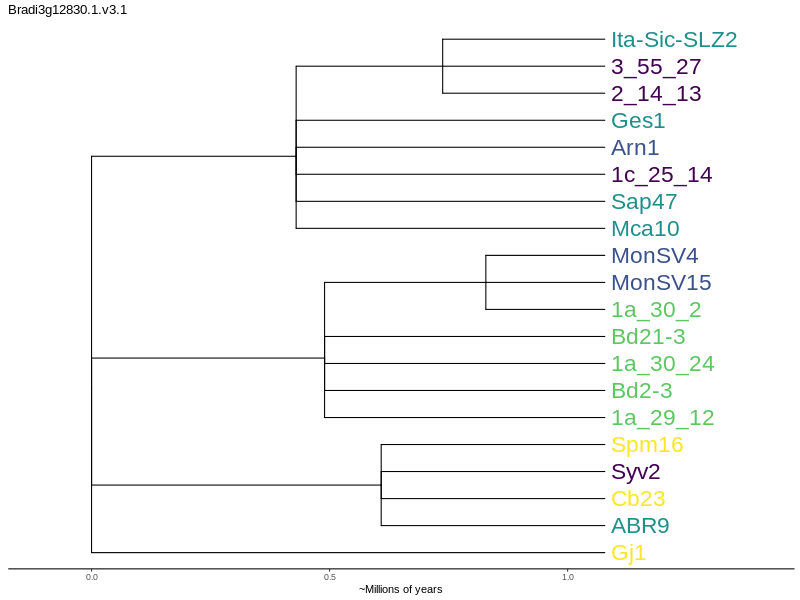 Bradi3g12830.1.v3.1
Ita-Sic-SLZ2
3_55_27
2_14_13
Ges1
Arn1
1c_25_14
Sap47
Mca10
MonSV4
MonSV15
1a_30_2
Bd21-3
1a_30_24
Bd2-3
1a_29_12
Spm16
Syv2
Cb23
ABR9
Gj1
0.0 0.5 1.0
~Millions of years